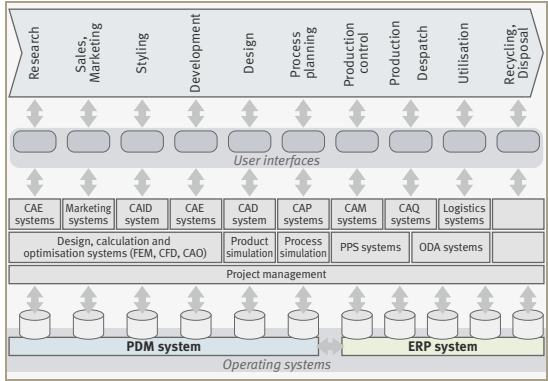 Research
Sales,
Marketing
Styling
Development
Design
Process
planning
Production
control
Production
Despatch
Utilisation
Recycling,
Disposal
User interfaces
CAE
systems
Marketing
systems
CAID
system
CAE
systems
CAD
system
CAP
systems
CAM
systems
CAQ
systems
Logistics
systems
Design, calculation and
optimisation systems (FEM, CFD, CAO)
Product
simulation
Process
simulation
PPS systems
ODA systems
Project management
PDM system
ERP system
Operating systems